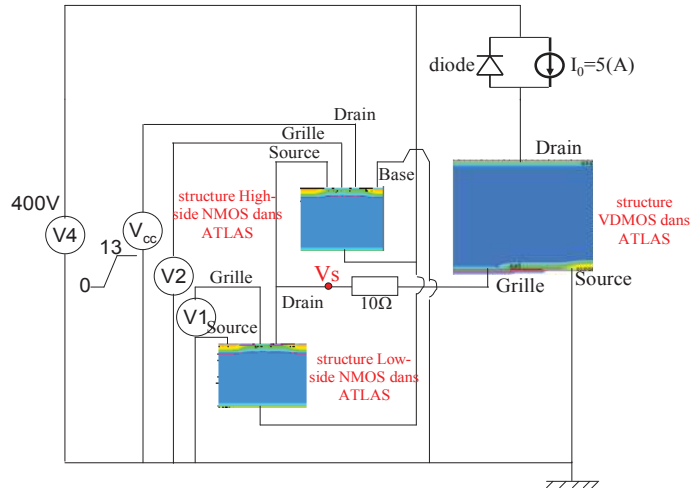 diode
I₀=5(A)
Drain
Grille
Source
Base
Drain
400V
V4
structure High-
side NMOS dans
ATLAS
structure
VDMOS dans
ATLAS
Vcc
13
0
V2
Vs
Grille
Source
Grille
Drain
10Ω
V1
Source
structure Low-
side NMOS dans
ATLAS